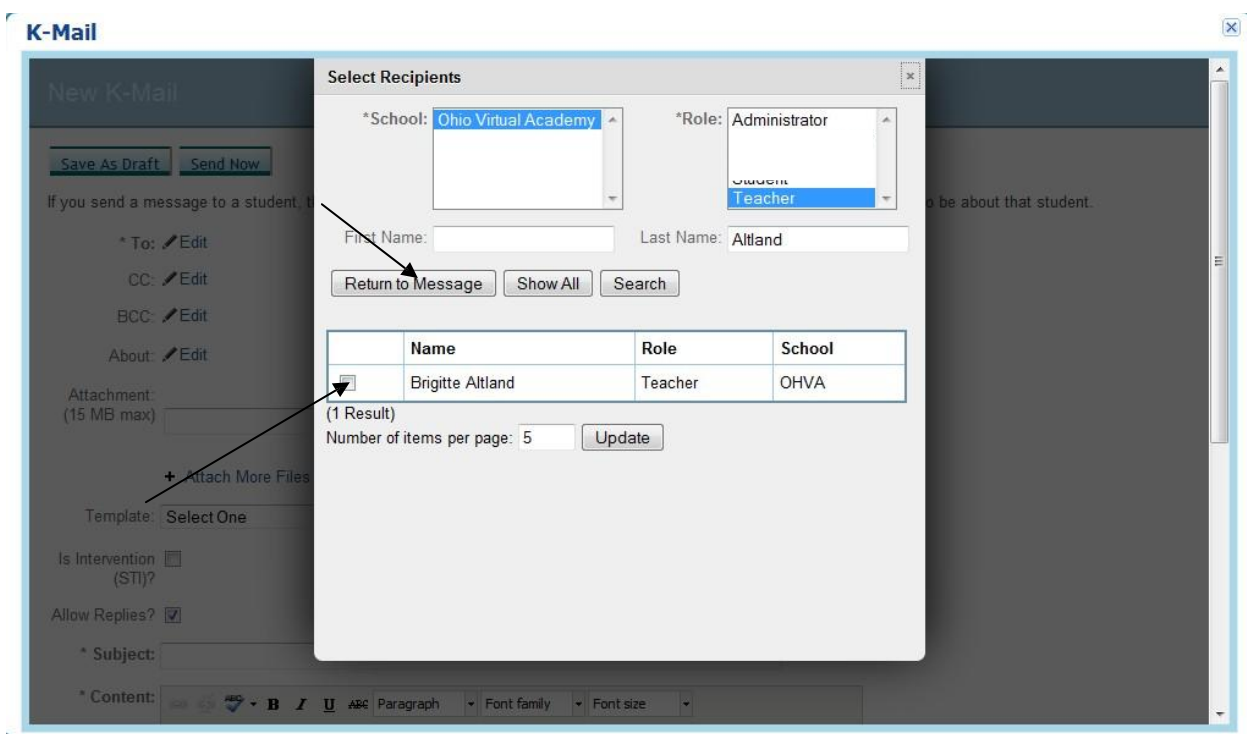 K-Mail
New K-Mail
Save As Draft Send Now
If you send a message to a student, t
o be about that student.
* To: Edit
CC: Edit
BCC: Edit
About: Edit
Attachment:
(15 MB max)
+ Attach More Files
Template: Select One
Is Intervention
(STI)?
Allow Replies?
* Subject:
* Content:
B I U ABC Paragraph Font family Font size
Select Recipients
*School: Ohio Virtual Academy
*Role: Administrator
Student
Teacher
First Name:
Last Name: Altland
Return to Message Show All Search
Name Role School
Brigitte Altland Teacher OHVA
(1 Result)
Number of items per page: 5 Update